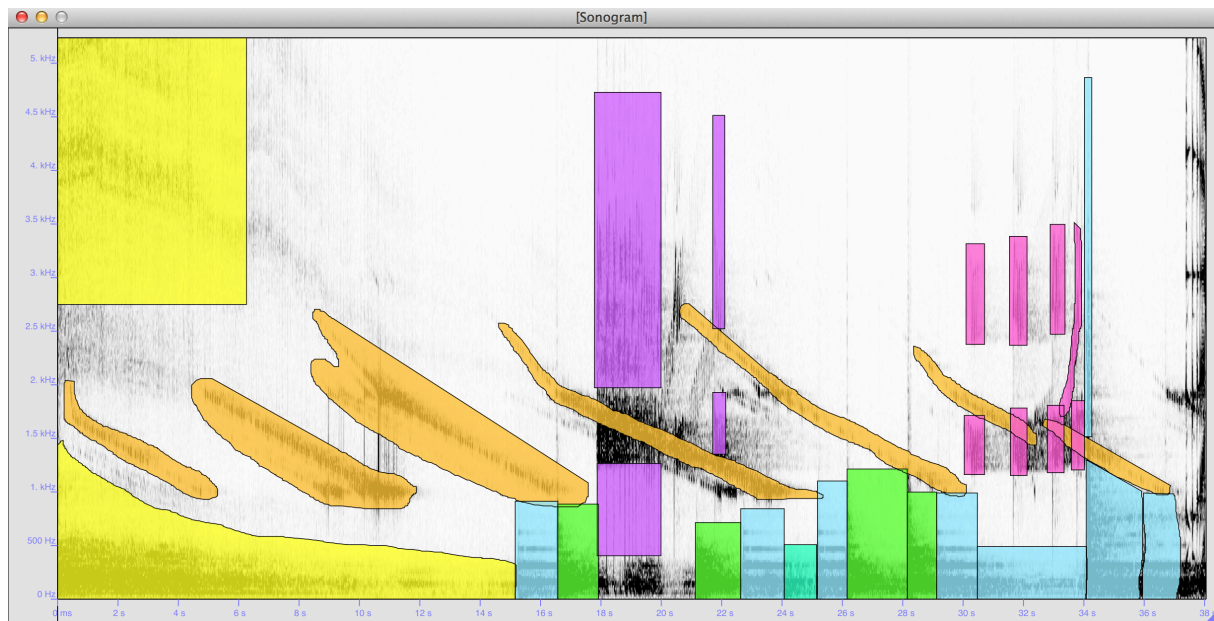 [Sonogram]
5. kHz
4.5 kHz
4. kHz
3.5 kHz
3. kHz
2.5 kHz
2. kHz
1.5 kHz
1. kHz
500 Hz
0 Hz
0 ms 2 s 4 s 6 s 8 s 10 s 12 s 14 s 16 s 18 s 20 s 22 s 24 s 26 s 28 s 30 s 32 s 34 s 36 s 38